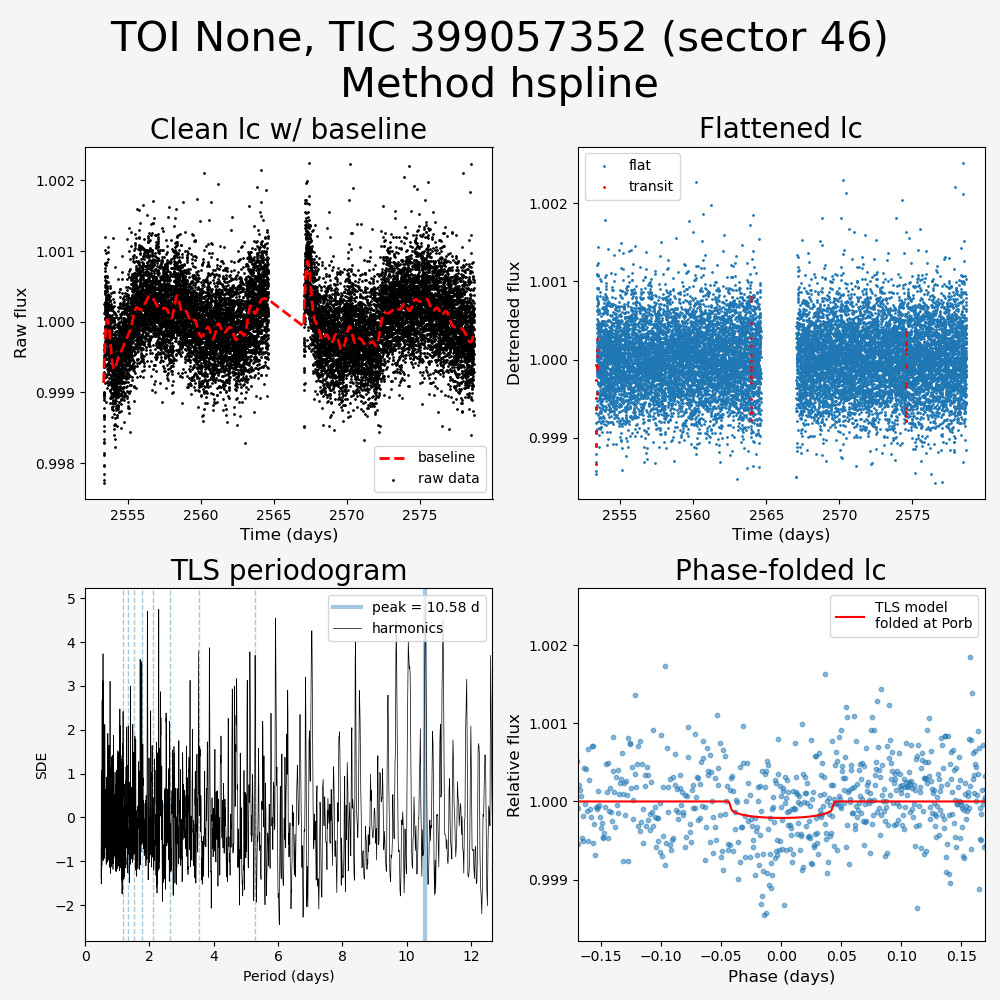 TOI None, TIC 399057352 (sector 46)
Method hspline
Clean lc w/ baseline
Raw flux
1.002
1.001
1.000
0.999
0.998
baseline
raw data
2555
2560
2565
2570
2575
Time (days)
Flattened lc
Detrended flux
1.002
1.001
1.000
0.999
flat
transit
2555
2560
2565
2570
2575
Time (days)
TLS periodogram
SDE
5
4
3
2
1
0
−1
−2
peak = 10.58 d
harmonics
0
2
4
6
8
10
12
Period (days)
Phase-folded lc
Relative flux
1.002
1.001
1.000
0.999
TLS model
folded at Porb
−0.15
−0.10
−0.05
0.00
0.05
0.10
0.15
Phase (days)